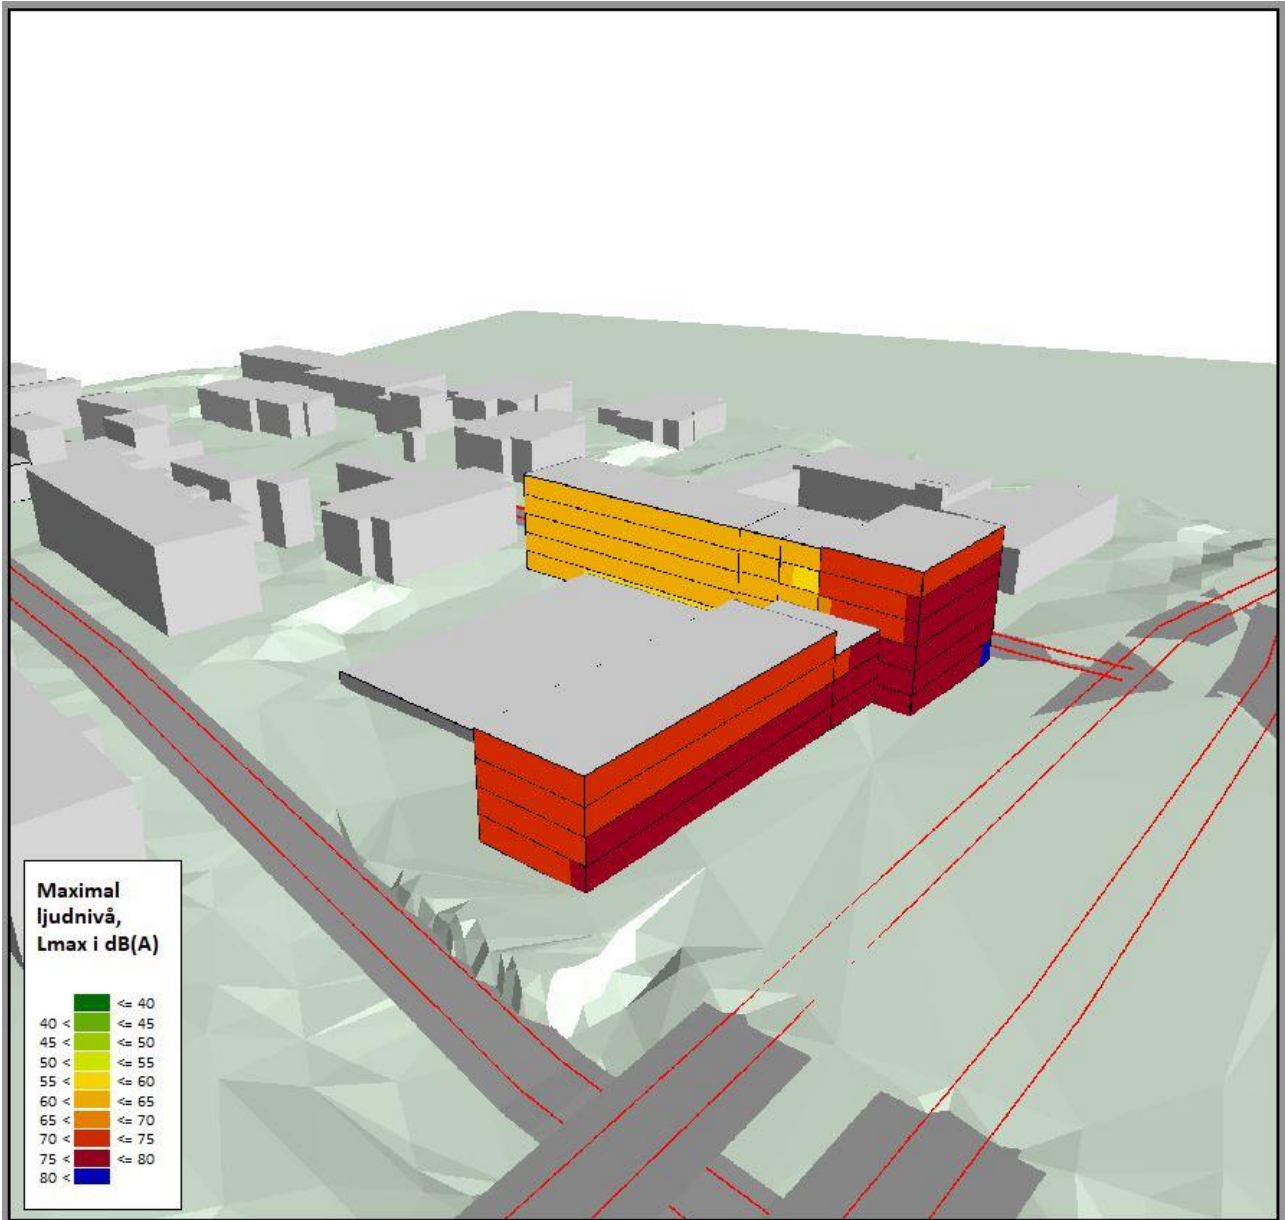 Maximal
ljudnivå,
Lmax i dB(A)
<= 40
40 < <= 45
45 < <= 50
50 < <= 55
55 < <= 60
60 < <= 65
65 < <= 70
70 < <= 75
75 < <= 80
80 <